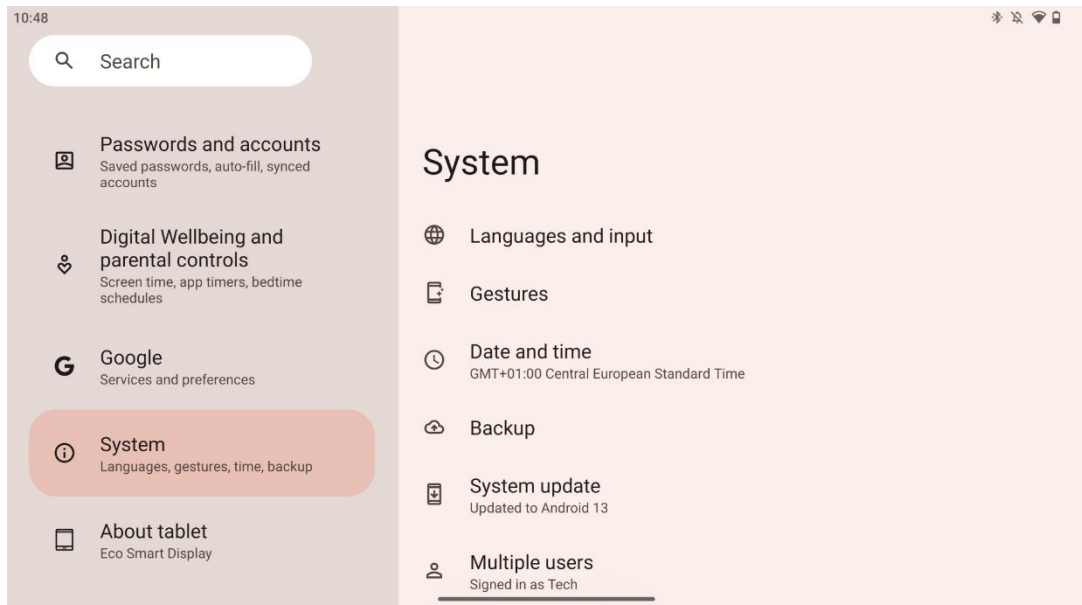 10:48
Search
Passwords and accounts
Saved passwords, auto-fill, synced
accounts
Digital Wellbeing and
parental controls
Screen time, app timers, bedtime
schedules
Google
Services and preferences
System
Languages, gestures, time, backup
About tablet
Eco Smart Display
System
Languages and input
Gestures
Date and time
GMT+01:00 Central European Standard Time
Backup
System update
Updated to Android 13
Multiple users
Signed in as Tech